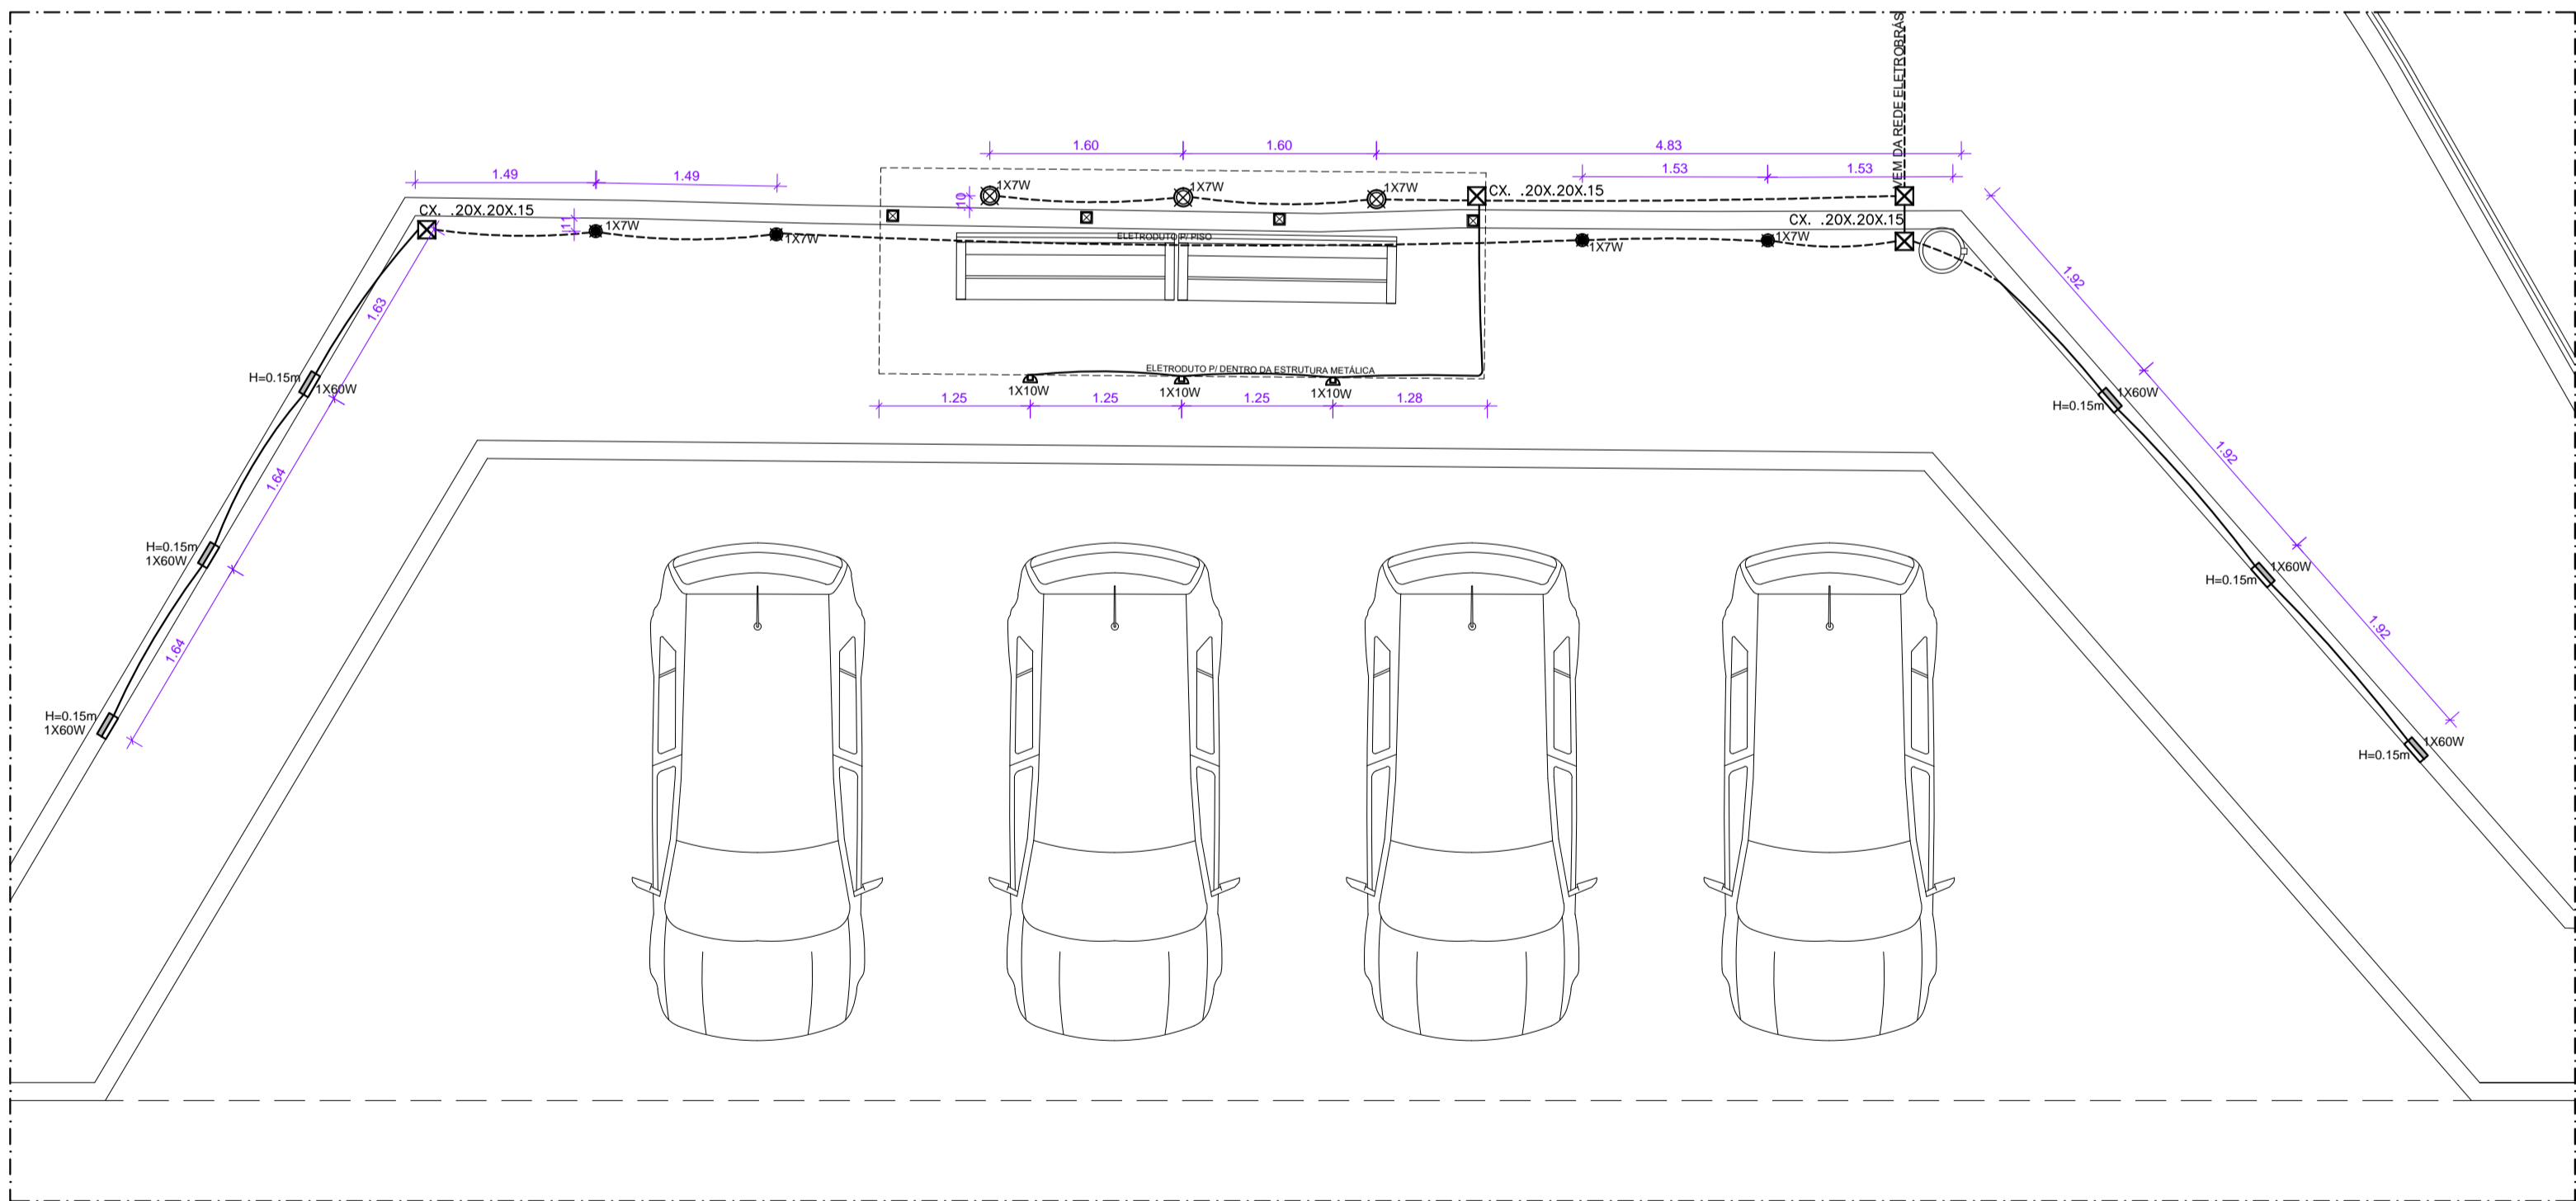 VEM DA REDE ELETROBRÁS
1.60
1.60
4.83
1.49
1.49
1.53
1.53
1X7W
1X7W
1X7W
CX. .20X.20X.15
10
CX. .20X.20X.15
11
1X7W
1X7W
ELETRODUTO P/ PISO
1X7W
1X7W
CX. .20X.20X.15
1.63
1.92
H=0.15m
1X60W
ELETRODUTO P/ DENTRO DA ESTRUTURA METÁLICA
1X10W
1X10W
1X10W
1.25
1.25
1.25
1.28
1X60W
H=0.15m
1.64
1.92
H=0.15m
1X60W
1X60W
H=0.15m
1.64
1.92
H=0.15m
1X60W
1X60W
H=0.15m